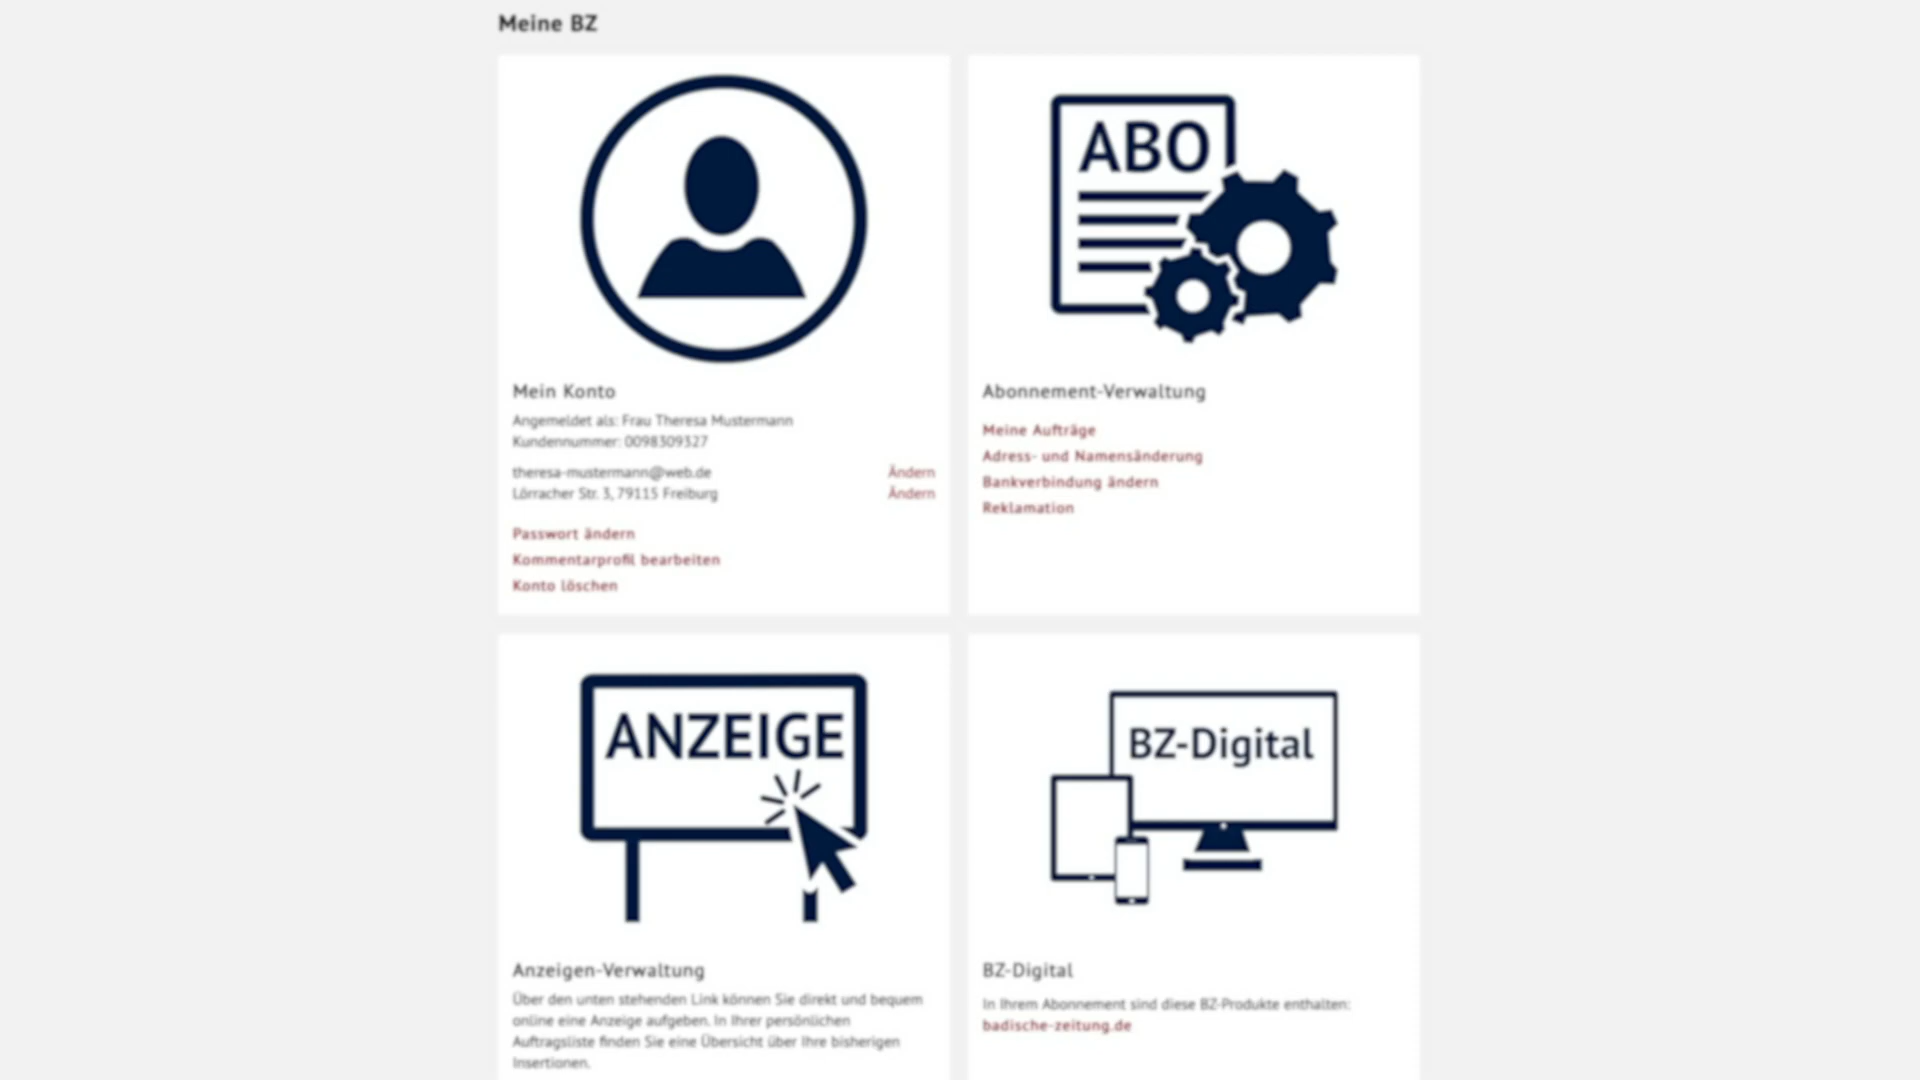 Meine BZ
ABO
Mein Konto
Angemeldet als: Frau Theresa Mustermann
Kundennummer: 0098309327
theresa-mustermann@web.de Ändern
Lörracher Str. 3, 79115 Freiburg Ändern
Passwort ändern
Kommentarprofil bearbeiten
Konto löschen
Abonnement-Verwaltung
Meine Aufträge
Adress- und Namensänderung
Bankverbindung ändern
Reklamation
ANZEIGE
Anzeigen-Verwaltung
Über den unten stehenden Link können Sie direkt und bequem
online eine Anzeige aufgeben. In Ihrer persönlichen
Auftragsliste finden Sie eine Übersicht über Ihre bisherigen
Insertionen.
BZ-Digital
BZ-Digital
In Ihrem Abonnement sind diese BZ-Produkte enthalten:
badische-zeitung.de